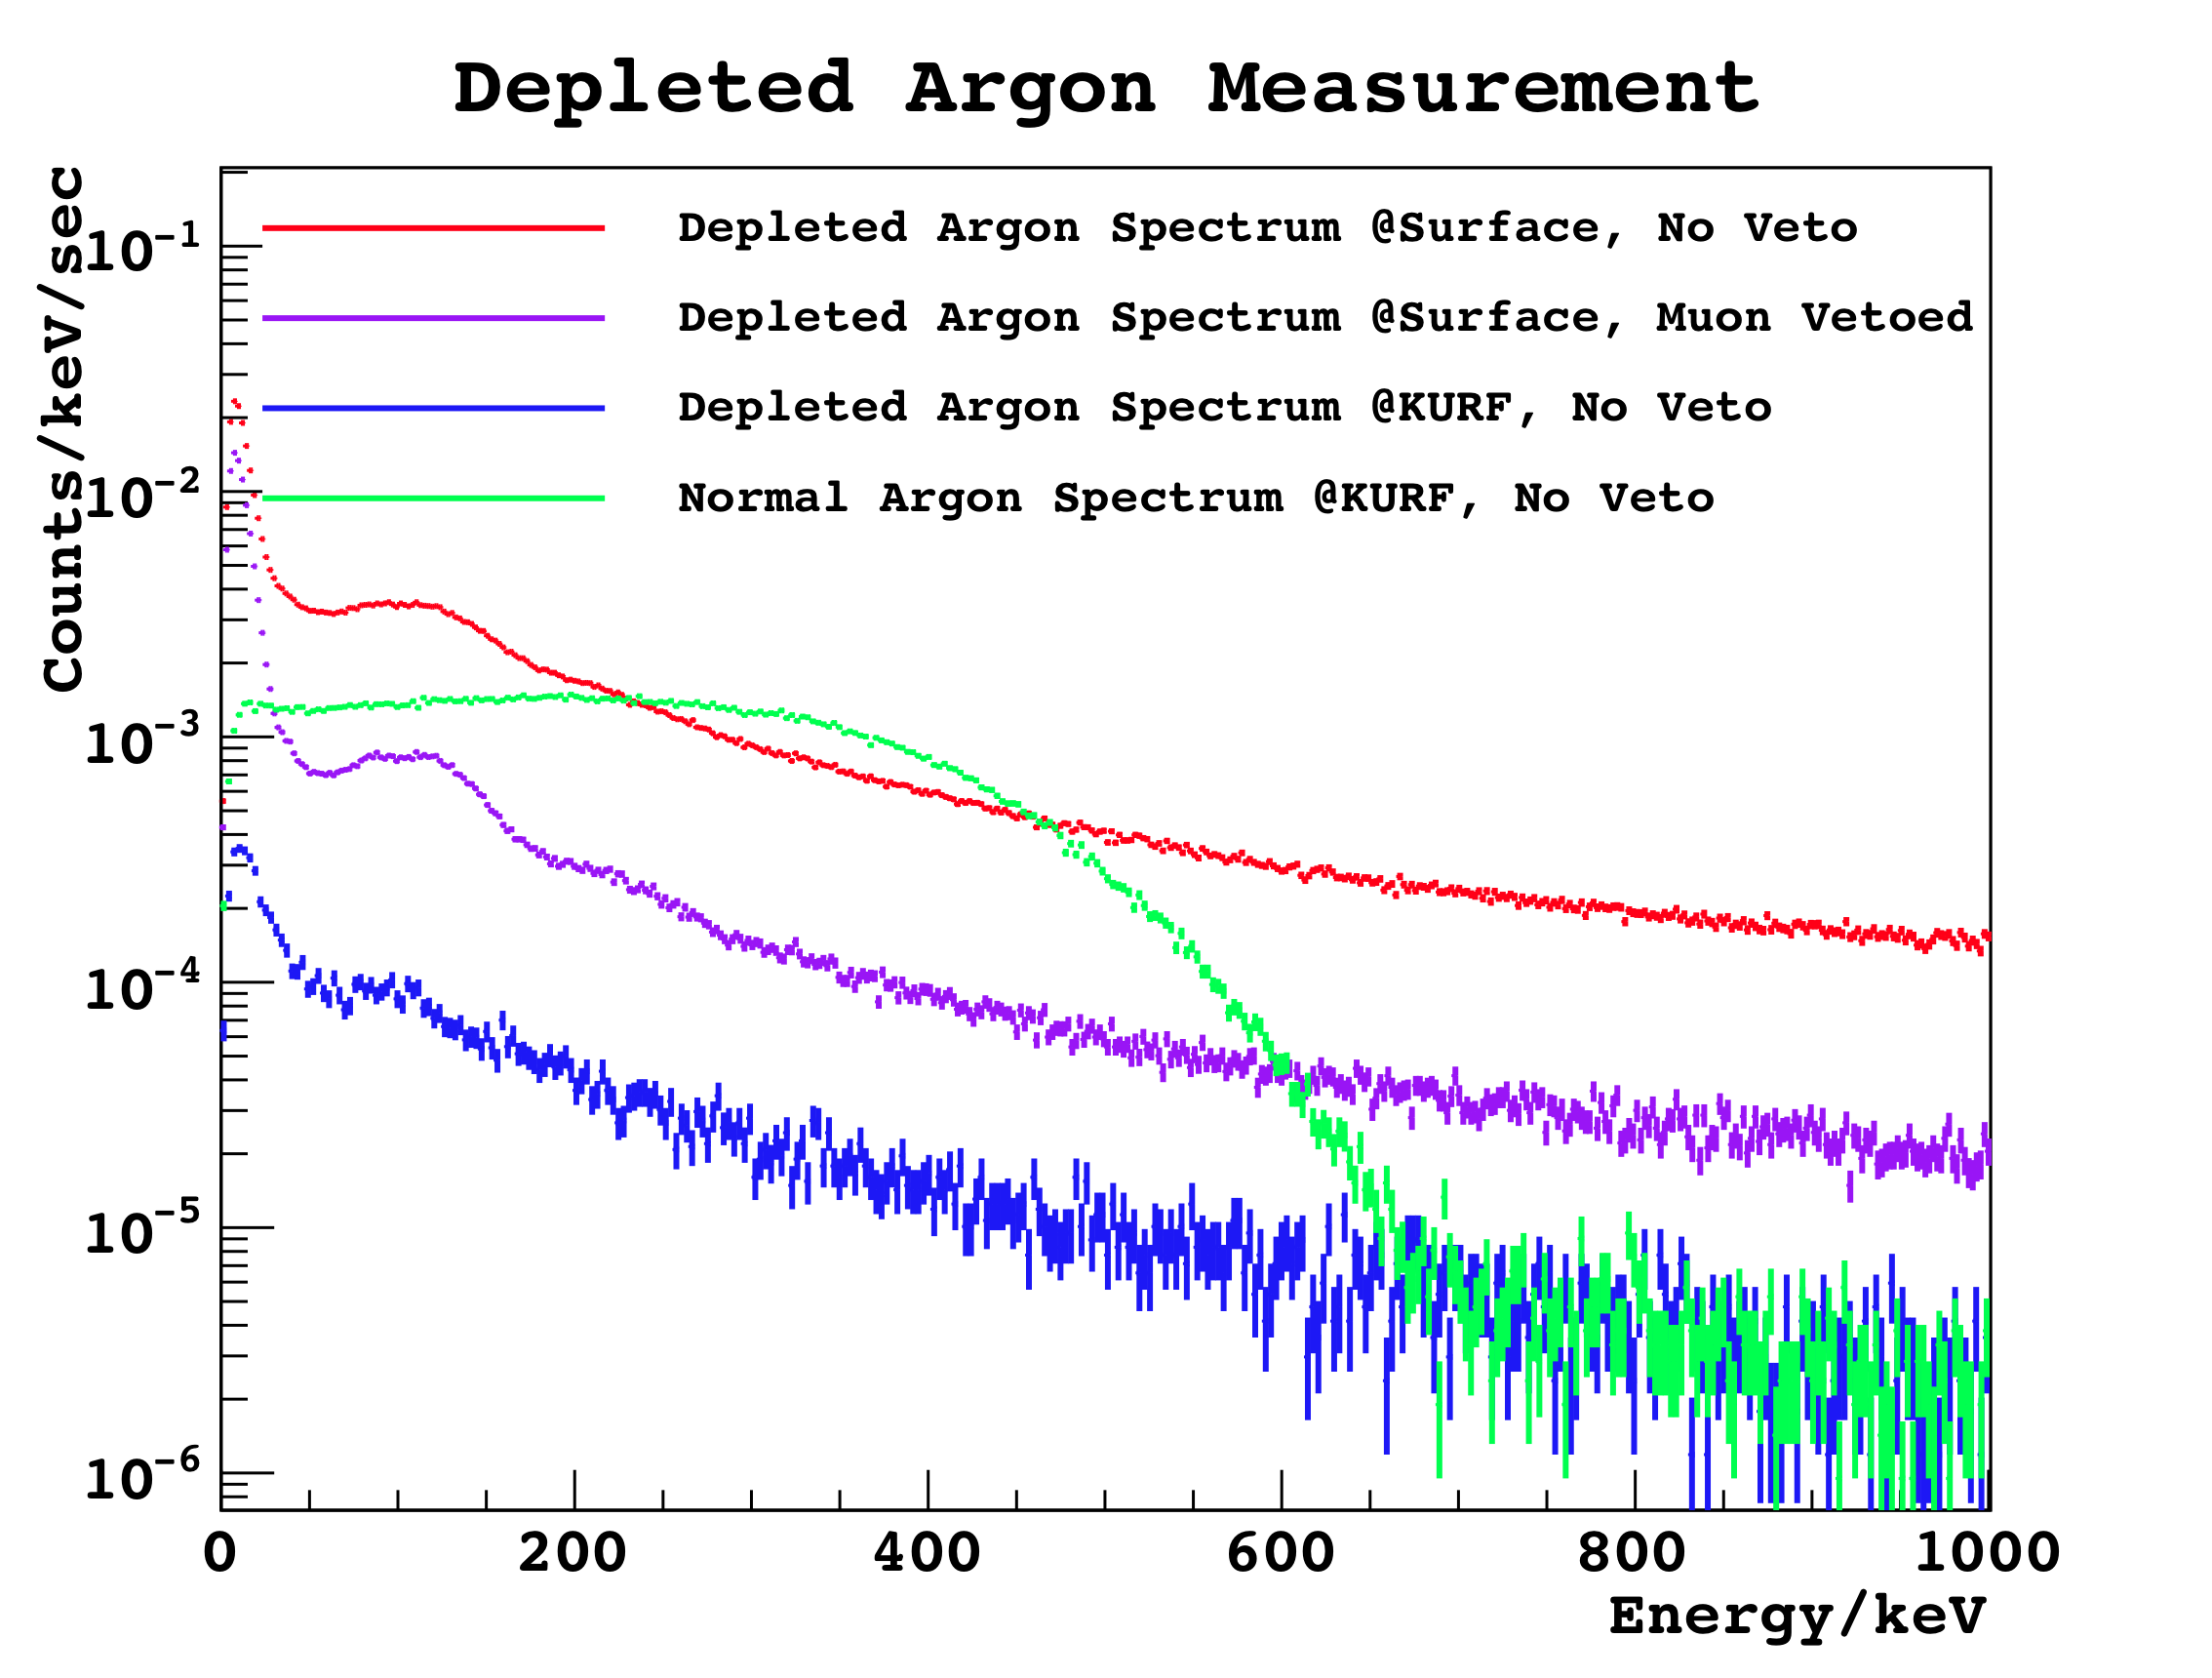 Depleted Argon Measurement
Counts/keV/sec
10⁻¹
10⁻²
10⁻³
10⁻⁴
10⁻⁵
10⁻⁶
Depleted Argon Spectrum @Surface, No Veto
Depleted Argon Spectrum @Surface, Muon Vetoed
Depleted Argon Spectrum @KURF, No Veto
Normal Argon Spectrum @KURF, No Veto
0 200 400 600 800 1000
Energy/keV